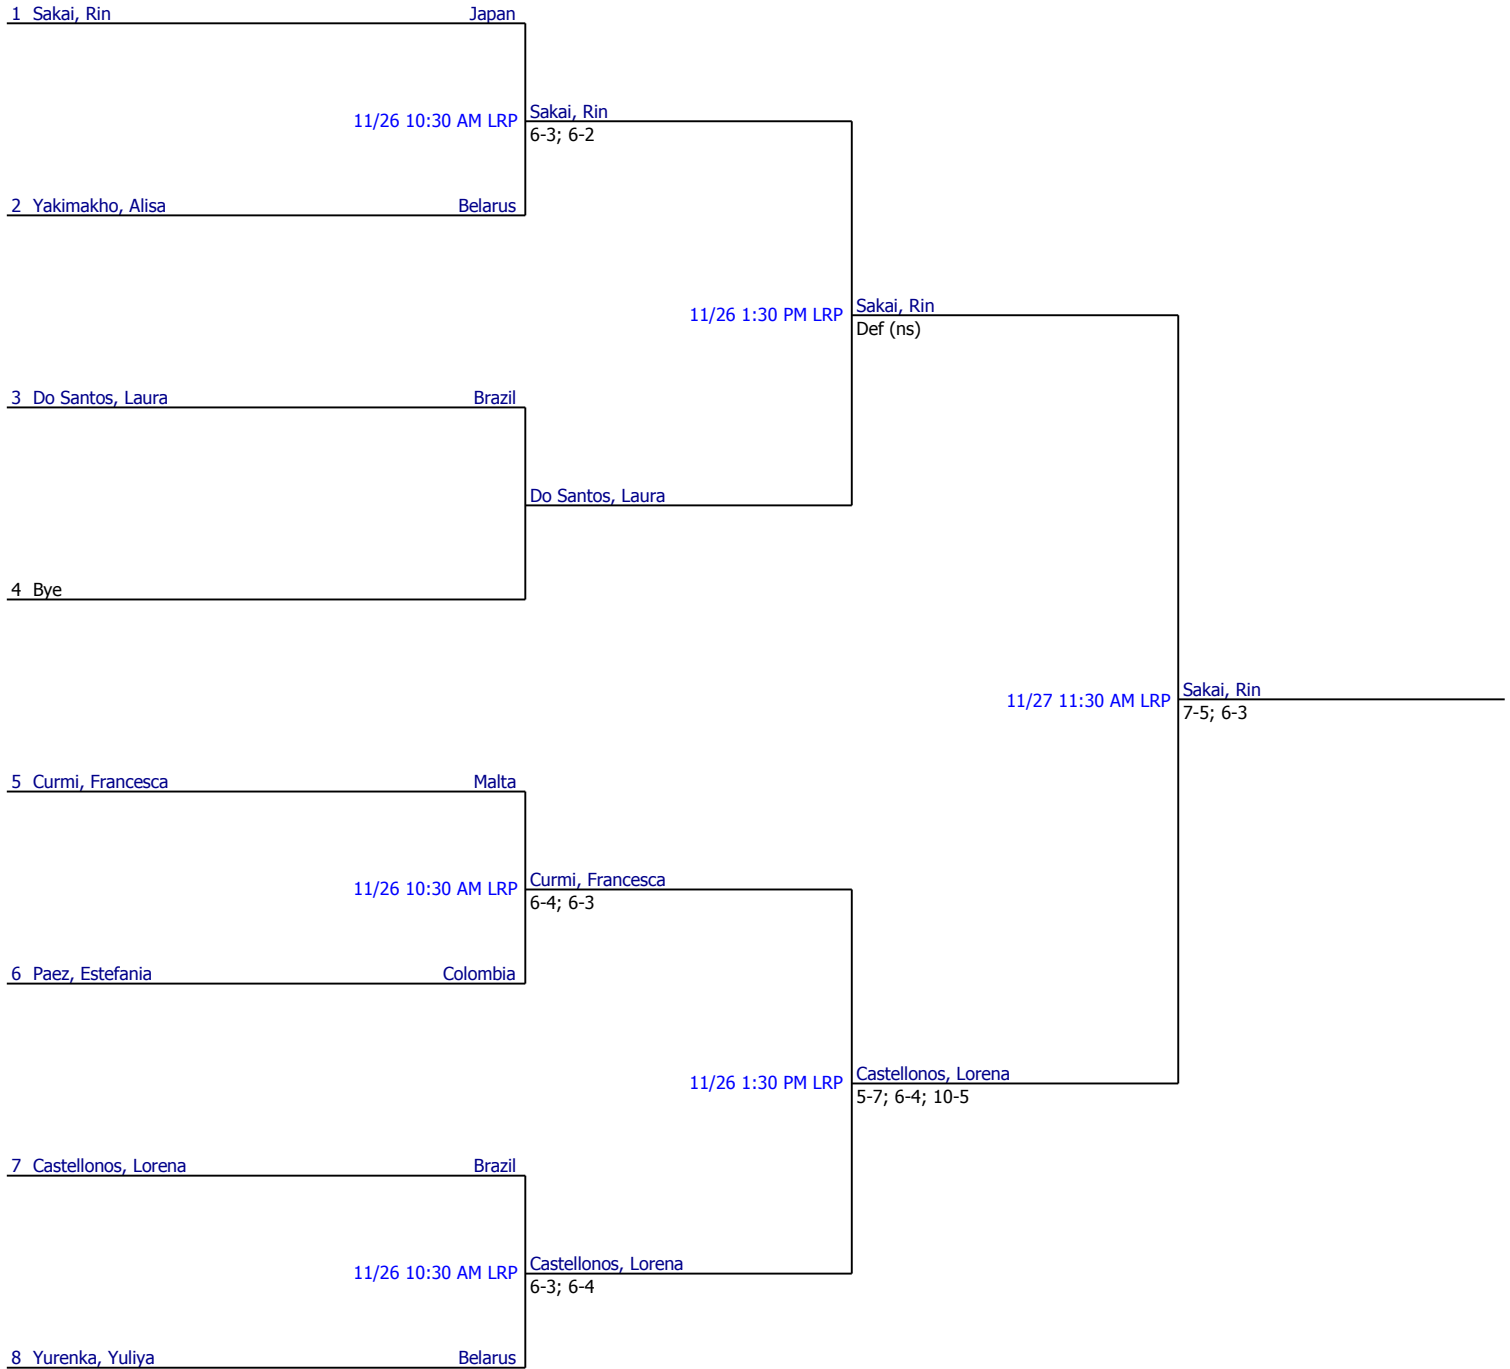 1 Sakai, Rin Japan
11/26 10:30 AM LRP
Sakai, Rin
6-3; 6-2
2 Yakimakho, Alisa Belarus
11/26 1:30 PM LRP
Sakai, Rin
Def (ns)
3 Do Santos, Laura Brazil
Do Santos, Laura
4 Bye
11/27 11:30 AM LRP
Sakai, Rin
7-5; 6-3
5 Curmi, Francesca Malta
11/26 10:30 AM LRP
Curmi, Francesca
6-4; 6-3
6 Paez, Estefania Colombia
11/26 1:30 PM LRP
Castellonos, Lorena
5-7; 6-4; 10-5
7 Castellonos, Lorena Brazil
11/26 10:30 AM LRP
Castellonos, Lorena
6-3; 6-4
8 Yurenka, Yuliya Belarus